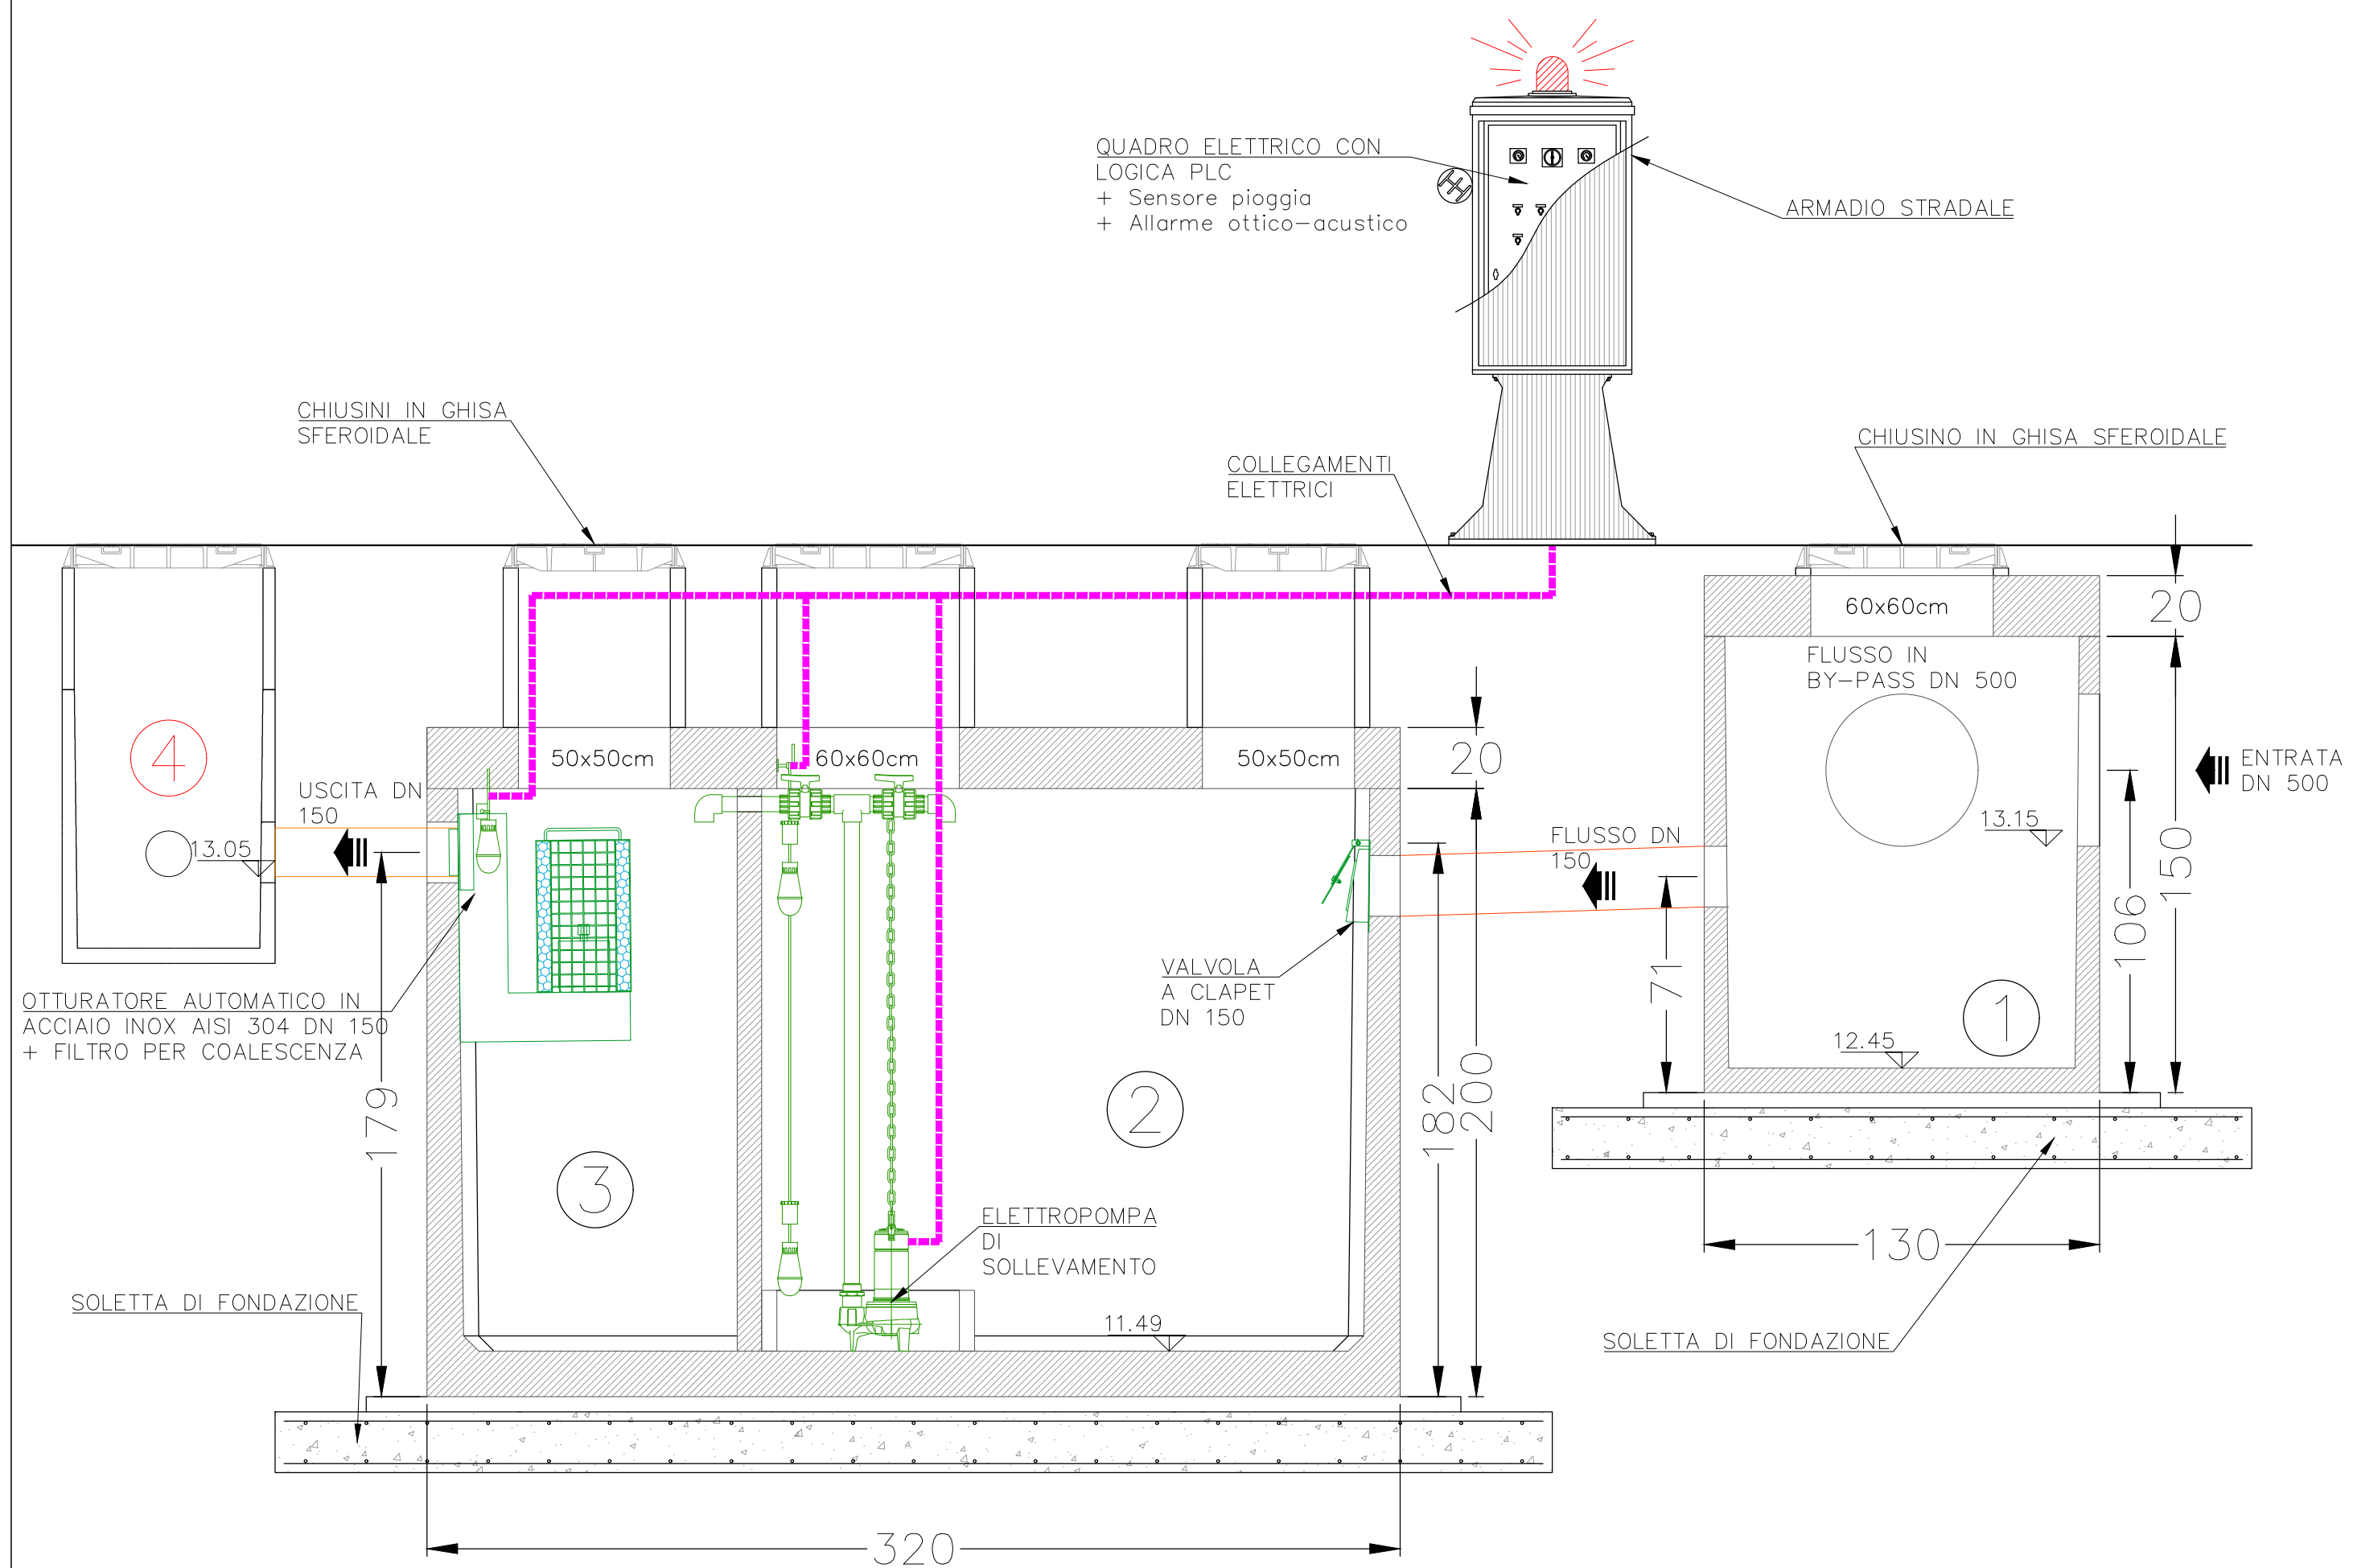 QUADRO ELETTRICO CON
LOGICA PLC
+ Sensore pioggia
+ Allarme ottico-acustico
ARMADIO STRADALE
CHIUSINI IN GHISA
SFEROIDALE
COLLEGAMENTI
ELETTRICI
CHIUSINO IN GHISA SFEROIDALE
60x60cm
20
FLUSSO IN
BY-PASS DN 500
50x50cm
60x60cm
50x50cm
20
4
USCITA DN
150
13.05
ENTRATA
DN 500
13.15
FLUSSO DN
150
150
106
71
VALVOLA
A CLAPET
DN 150
OTTURATORE AUTOMATICO IN
ACCIAIO INOX AISI 304 DN 150
+ FILTRO PER COALESCENZA
1
12.45
179
182
200
2
3
ELETTROPOMPA
DI
SOLLEVAMENTO
130
SOLETTA DI FONDAZIONE
11.49
SOLETTA DI FONDAZIONE
320